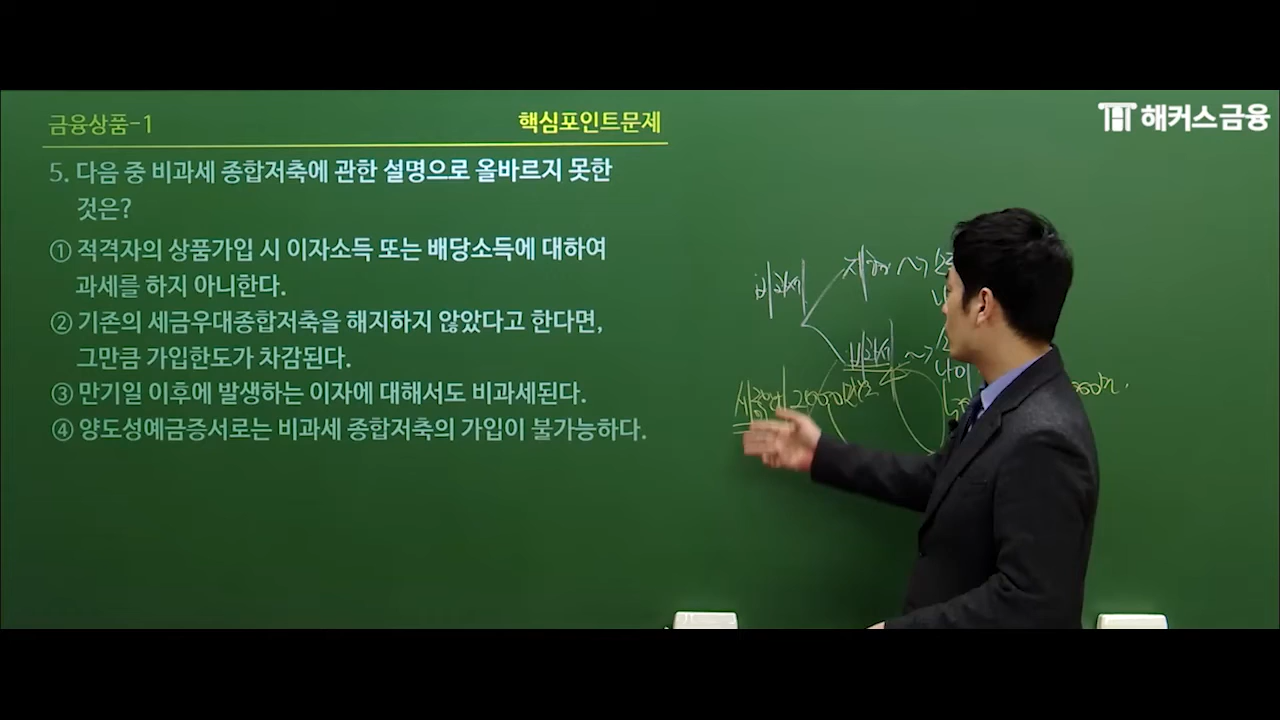 금융상품-1
핵심포인트문제
해커스금융
5. 다음 중 비과세 종합저축에 관한 설명으로 올바르지 못한
것은?
① 적격자의 상품가입 시 이자소득 또는 배당소득에 대하여
과세를 하지 아니한다.
② 기존의 세금우대종합저축을 해지하지 않았다고 한다면,
그만큼 가입한도가 차감된다.
③ 만기일 이후에 발생하는 이자에 대해서도 비과세된다.
④ 양도성예금증서로는 비과세 종합저축의 가입이 불가능하다.
비과세
비과세